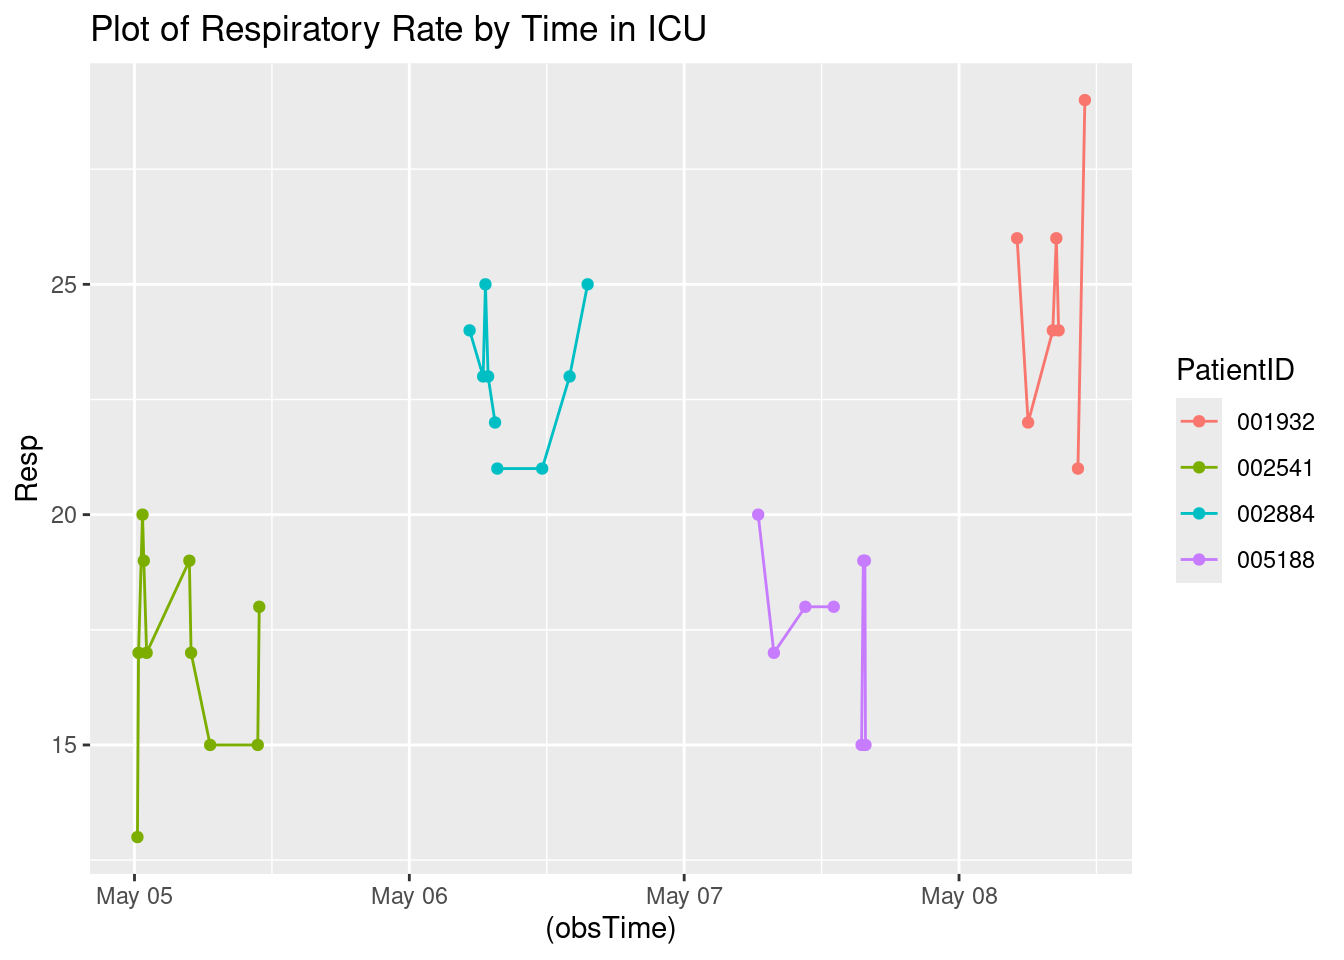 Plot of Respiratory Rate by Time in ICU
Resp
25
20
15
May 05
May 06
May 07
May 08
(obsTime)
PatientID
001932
002541
002884
005188